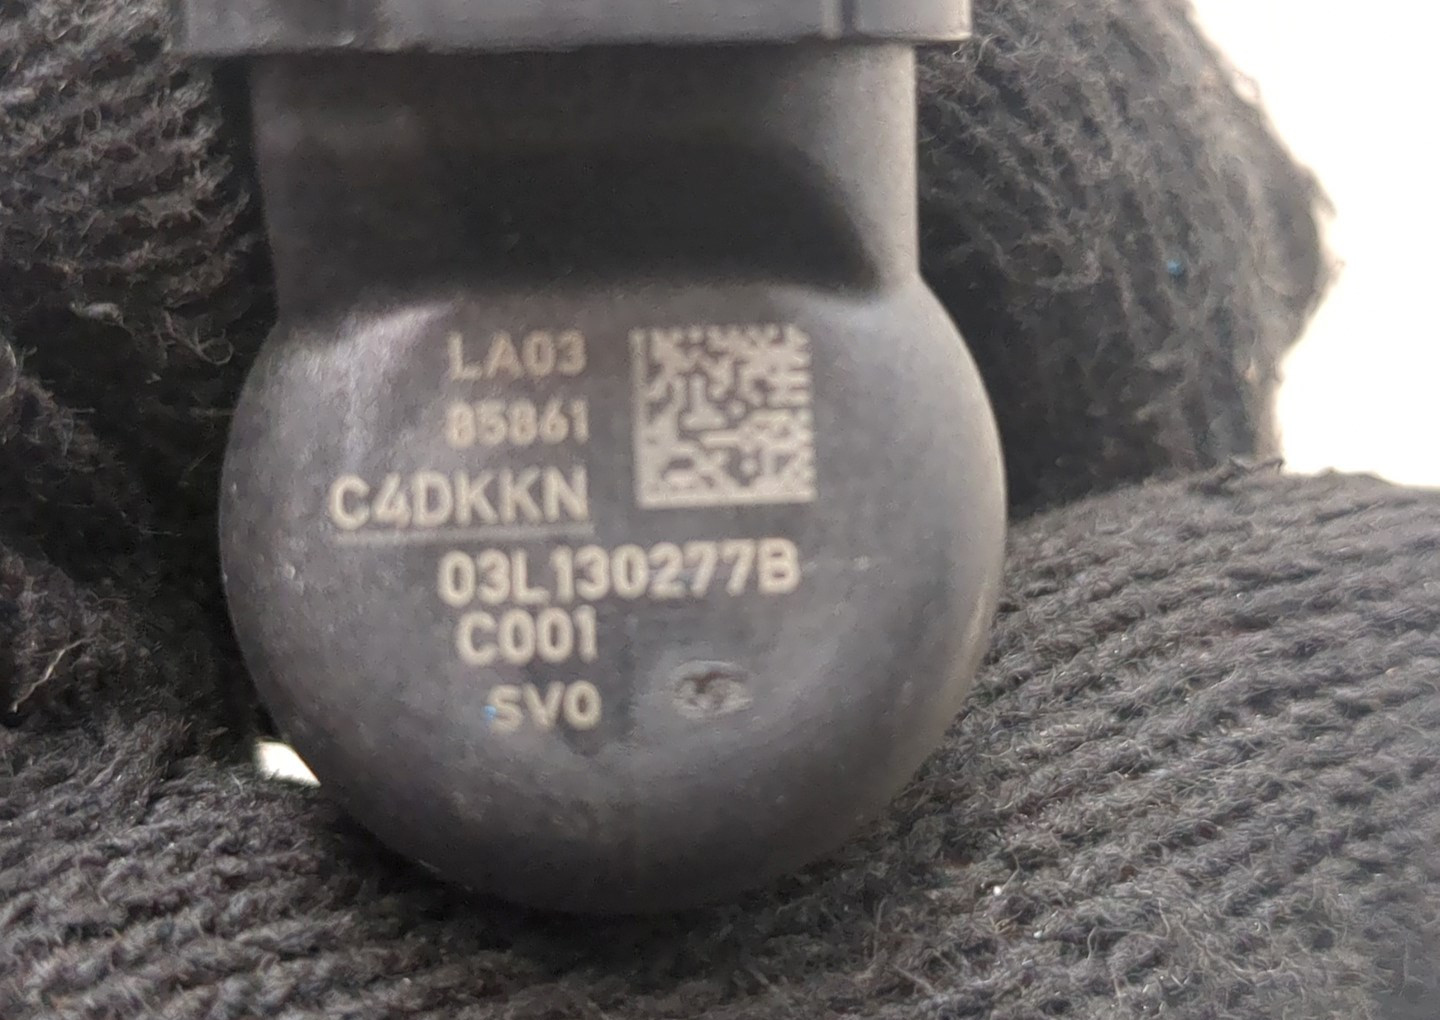 LA03
85861
C4DKKN
03L130277B
C001
SV0